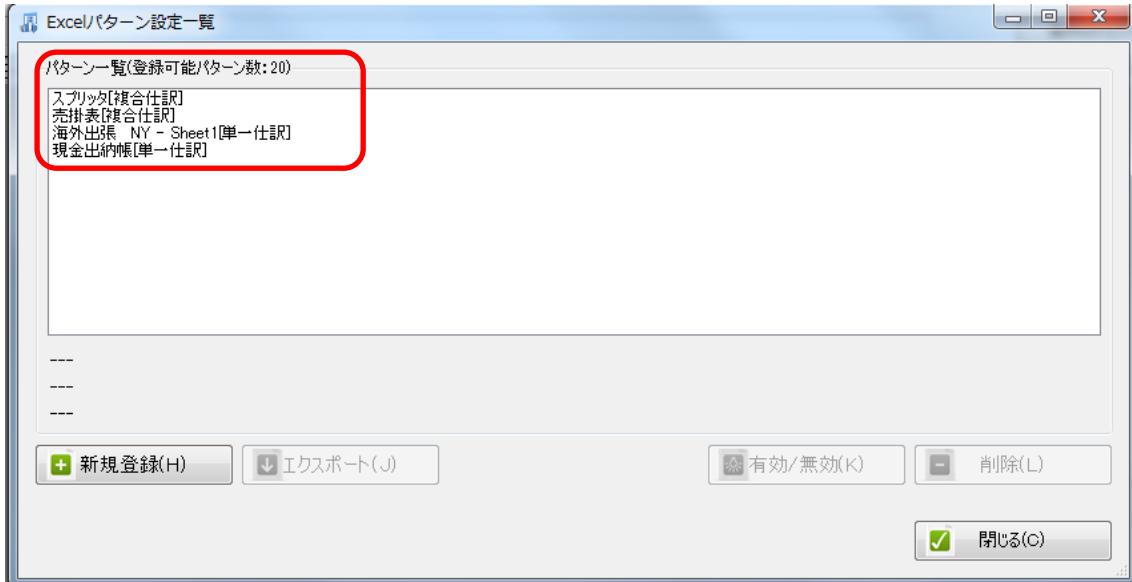 Excelパターン設定一覧
パターン一覧(登録可能パターン数:20)
スプリッタ[複合仕訳]
売掛表[複合仕訳]
海外出張　NY - Sheet1[単一仕訳]
現金出納帳[単一仕訳]
---
---
---
新規登録(H)
エクスポート(J)
有効/無効(K)
削除(L)
閉じる(C)